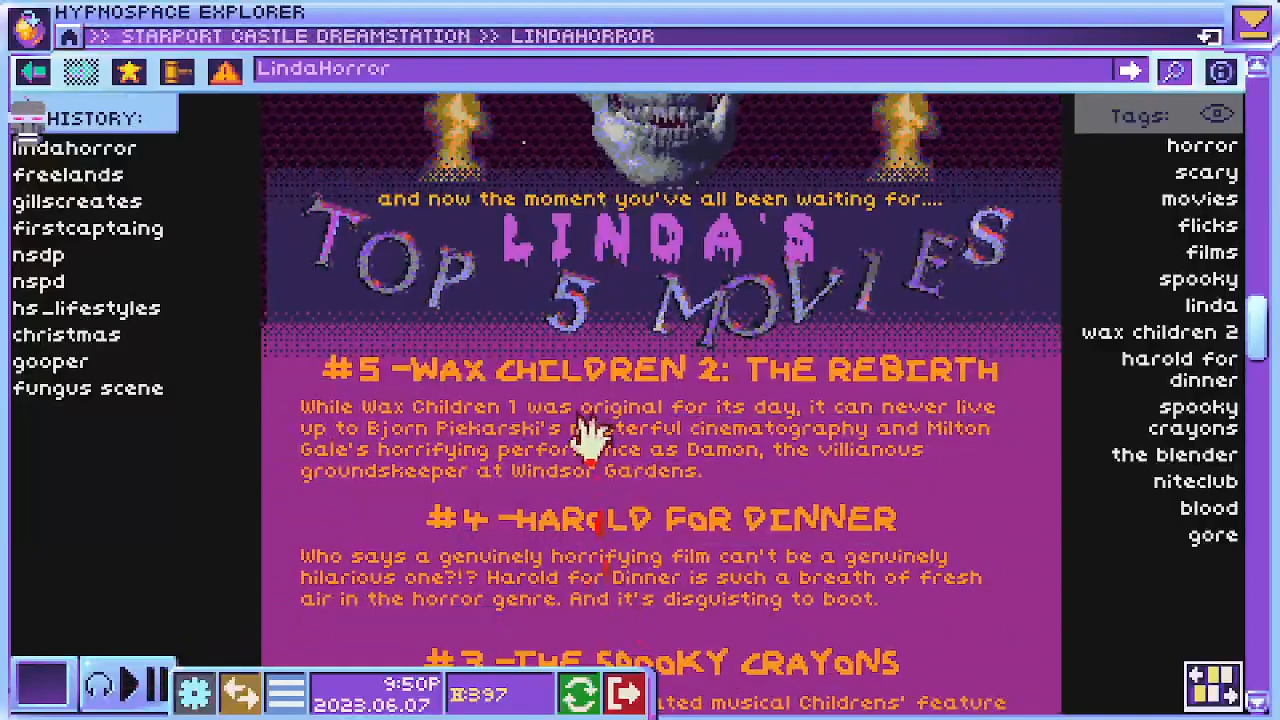 HYPNOSPACE EXPLORER
>> STARPORT CASTLE DREAMSTATION >> LINDAHORROR
LindaHorror
HISTORY:
lindahorror
freelands
gillscreates
firstcaptaing
nsdp
nspd
hs_lifestyles
christmas
gooper
fungus scene
and now the moment you've all been waiting for....
LINDA'S
TOP 5 MOVIES
#5 -WAX CHILDREN 2: THE REBIRTH
While Wax Children 1 was original for its day, it can never live
up to Bjorn Piekarski's terful cinematography and Milton
Gale's horrifying perfor nce as Damon, the villianous
groundskeeper at Windsor Gardens.
#4 -HAROLD FOR DINNER
Who says a genuinely horrifying film can't be a genuinely
hilarious one?!? Harold for Dinner is such a breath of fresh
air in the horror genre. And it's disguisting to boot.
#3 -THE SPOOKY CRAYONS
ated musical Childrens' feature
Tags:
horror
scary
movies
flicks
films
spooky
linda
wax children 2
harold for
dinner
spooky
crayons
the blender
niteclub
blood
gore
9:50P
2023.06.07
397